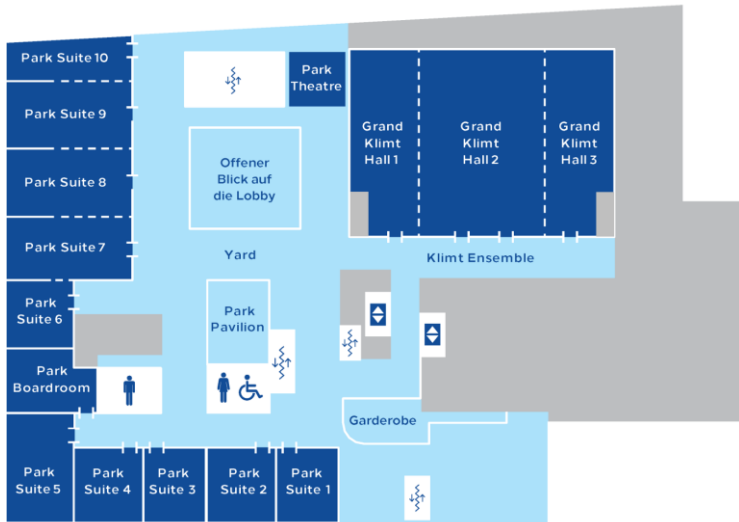 Park Suite 10
Park
Theatre
Park Suite 9
Grand
Klimt
Hall 1
Grand
Klimt
Hall 2
Grand
Klimt
Hall 3
Offener
Blick auf
die Lobby
Park Suite 8
Park Suite 7
Yard
Klimt Ensemble
Park
Suite 6
Park
Pavilion
Park
Boardroom
Garderobe
Park
Suite 5
Park
Suite 4
Park
Suite 3
Park
Suite 2
Park
Suite 1